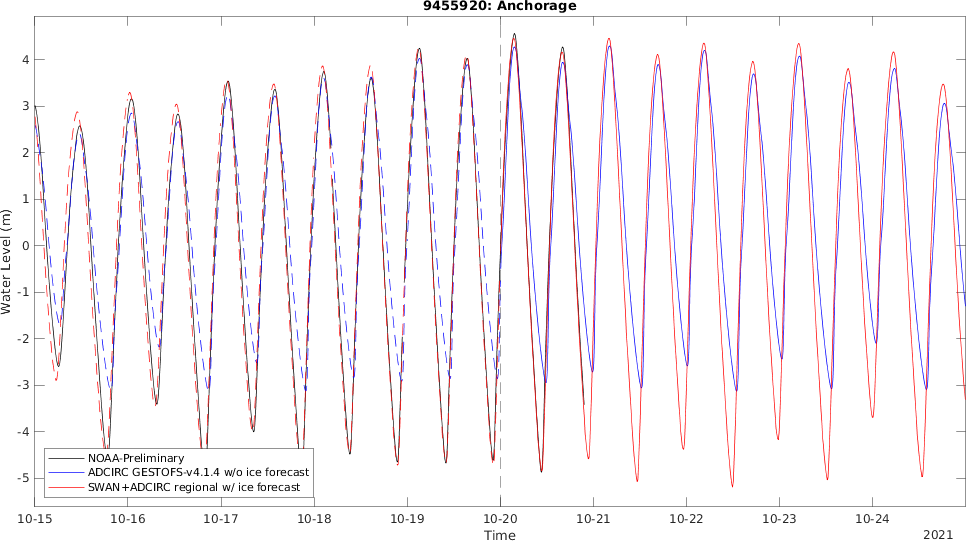 9455920: Anchorage
4
3
2
1
0
-1
-2
-3
-4
-5
Water Level (m)
NOAA-Preliminary
ADCIRC GESTOFS-v4.1.4 w/o ice forecast
SWAN+ADCIRC regional w/ ice forecast
10-15 10-16 10-17 10-18 10-19 10-20 10-21 10-22 10-23 10-24
Time
2021